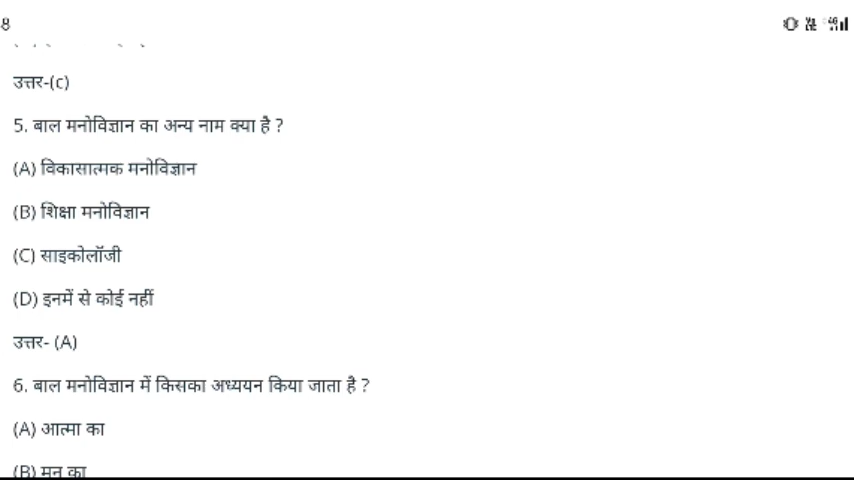 8
उत्तर-(c)
5. बाल मनोविज्ञान का अन्य नाम क्या है ?
(A) विकासात्मक मनोविज्ञान
(B) शिक्षा मनोविज्ञान
(C) साइकोलॉजी
(D) इनमें से कोई नहीं
उत्तर- (A)
6. बाल मनोविज्ञान में किसका अध्ययन किया जाता है ?
(A) आत्मा का
(B) मन का